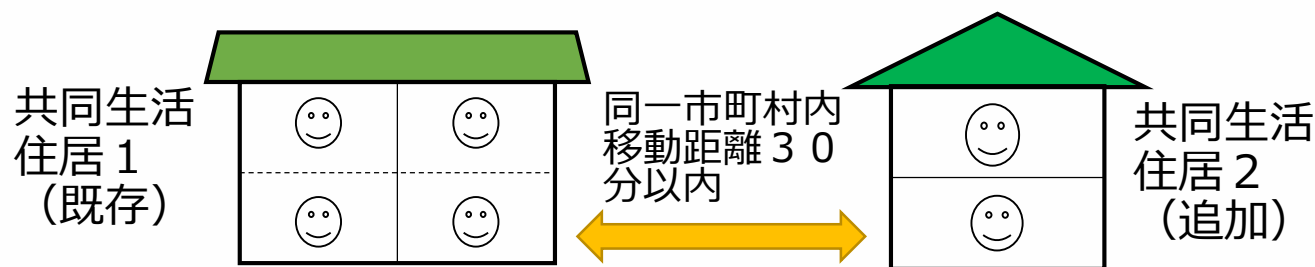 共同生活
住居１
（既存）
同一市町村内
移動距離３０
分以内
共同生活
住居２
（追加）